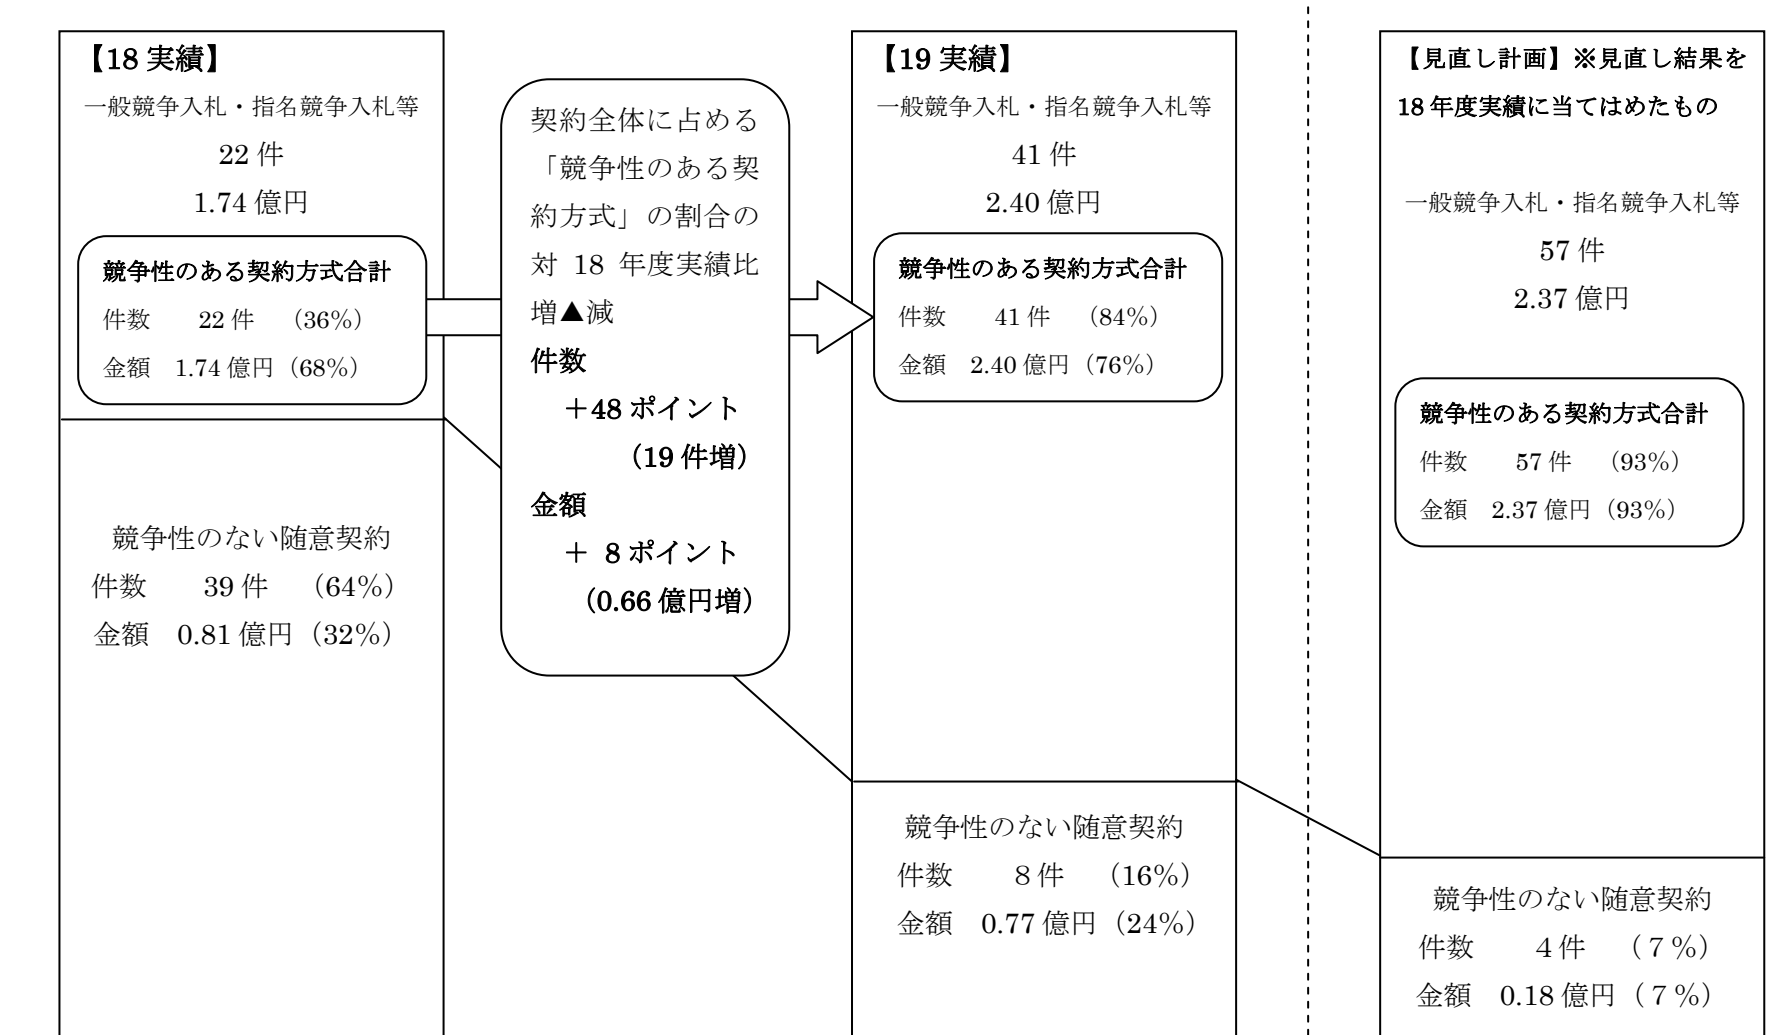 【18 実績】
一般競争入札・指名競争入札等
22 件
1.74 億円
競争性のある契約方式合計
件数　22 件　（36%）
金額　1.74 億円（68%）
競争性のない随意契約
件数　39 件　（64%）
金額　0.81 億円（32%）
契約全体に占める
「競争性のある契
約方式」の割合の
対 18 年度実績比
増▲減
件数
＋48 ポイント
（19 件増）
金額
＋ 8 ポイント
（0.66 億円増）
【19 実績】
一般競争入札・指名競争入札等
41 件
2.40 億円
競争性のある契約方式合計
件数　41 件　（84%）
金額　2.40 億円（76%）
競争性のない随意契約
件数　８件　（16%）
金額　0.77 億円（24%）
【見直し計画】※見直し結果を
18 年度実績に当てはめたもの
一般競争入札・指名競争入札等
57 件
2.37 億円
競争性のある契約方式合計
件数　57 件　（93%）
金額　2.37 億円（93%）
競争性のない随意契約
件数　４件　（７%）
金額　0.18 億円（７%）